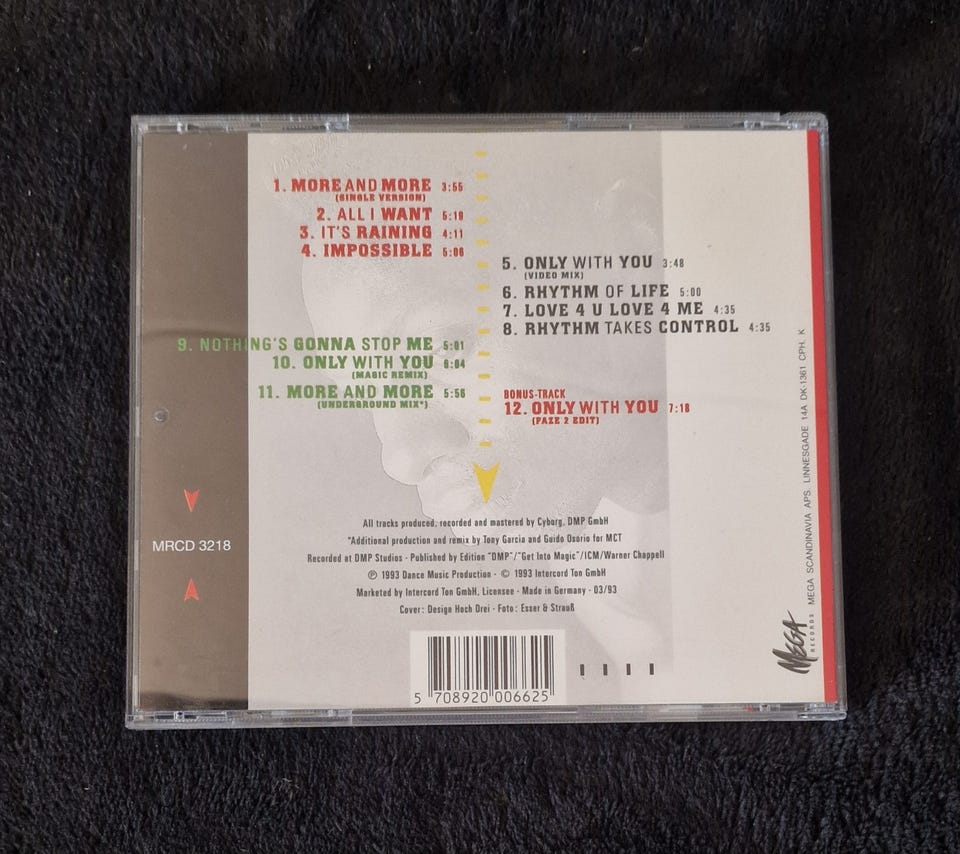 1. MORE AND MORE 3:55
(SINGLE VERSION)
2. ALL I WANT 5:19
3. IT'S RAINING 4:11
4. IMPOSSIBLE 5:06
5. ONLY WITH YOU 3:48
(VIDEO MIX)
6. RHYTHM OF LIFE 5:00
7. LOVE 4 U LOVE 4 ME 4:35
8. RHYTHM TAKES CONTROL 4:35
9. NOTHING'S GONNA STOP ME 5:01
10. ONLY WITH YOU 6:04
(MAGIC REMIX)
11. MORE AND MORE 5:56
(UNDERGROUND MIX*)
BONUS-TRACK
12. ONLY WITH YOU 7:18
(FAZE 2 EDIT)
All tracks produced, recorded and mastered by Cyborg, DMP GmbH
*Additional production and remix by Tony Garcia and Guido Osorio for MCT
Recorded at DMP Studios - Published by Edition "DMP"/"Get Into Magic"/ICM/Warner Chappell
℗ 1993 Dance Music Production - © 1993 Intercord Ton GmbH
Marketed by Intercord Ton GmbH, Licensee - Made in Germany - 03/93
Cover: Design Hoch Drei - Foto: Esser & Strauß
MRCD 3218
5 708920 006625
MEGA RECORDS
MEGA SCANDINAVIA APS. LINNESGADE 14A DK-1361 CPH. K